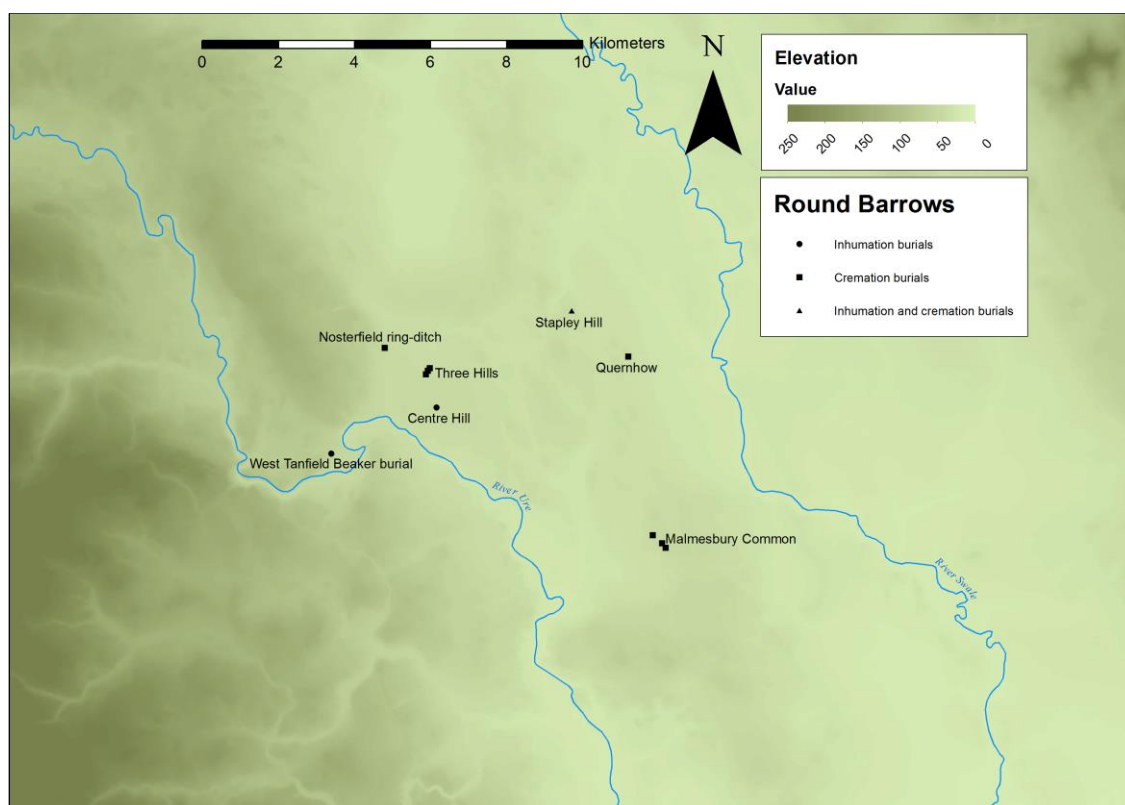 Kilometers
0 2 4 6 8 10
N
Elevation
Value
250 200 150 100 50 0
Round Barrows
Inhumation burials
Cremation burials
Inhumation and cremation burials
Stapley Hill
Nosterfield ring-ditch
Quernhow
Three Hills
Centre Hill
West Tanfield Beaker burial
River Ure
Malmesbury Common
River Swale